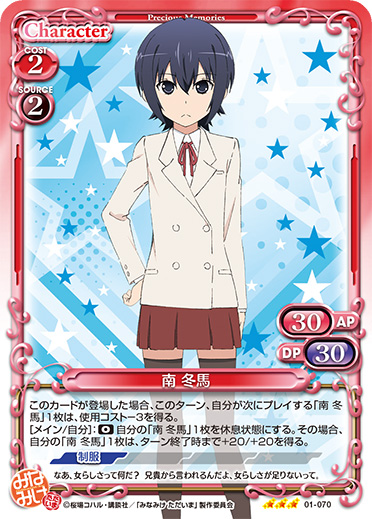 Precious Memories
Character
COST
2
SOURCE
2
30 AP
DP 30
南 冬馬
このカードが登場した場合、このターン、自分が次にプレイする「南 冬
馬」1枚は、使用コスト－3を得る。
[メイン/自分]：自分の「南 冬馬」1枚を休息状態にする。その場合、
自分の「南 冬馬」1枚は、ターン終了時まで+20/+20を得る。
制服
なあ、女らしさって何だ? 兄貴から言われるんだよ、女らしさが足りないって、
みなみけ ただいま
©桜場コハル・講談社／「みなみけ ただいま」製作委員会
01-070